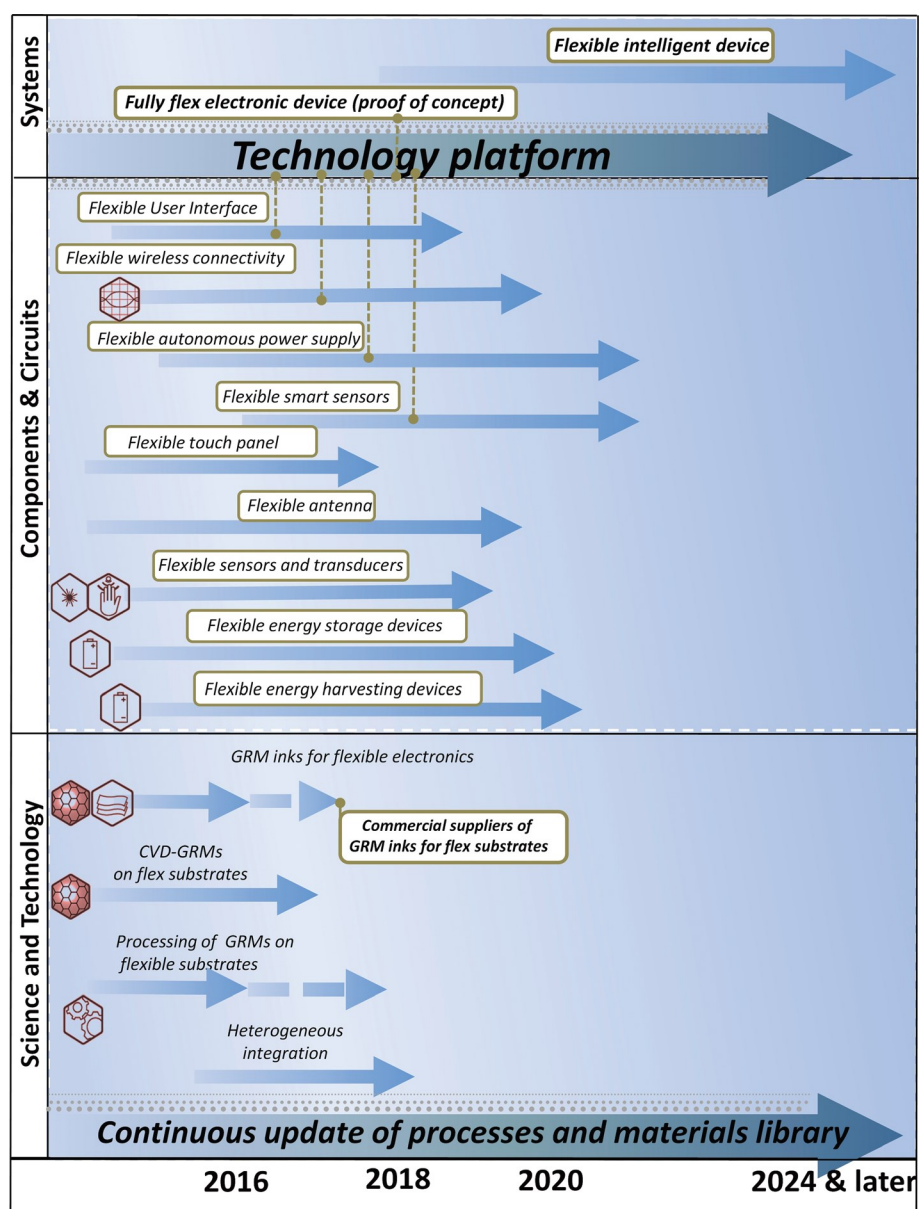 Systems
Flexible intelligent device
Fully flex electronic device (proof of concept)
Technology platform
Components & Circuits
Flexible User Interface
Flexible wireless connectivity
Flexible autonomous power supply
Flexible smart sensors
Flexible touch panel
Flexible antenna
Flexible sensors and transducers
Flexible energy storage devices
Flexible energy harvesting devices
Science and Technology
GRM inks for flexible electronics
Commercial suppliers of
GRM inks for flex substrates
CVD-GRMs
on flex substrates
Processing of GRMs on
flexible substrates
Heterogeneous
integration
Continuous update of processes and materials library
2016 2018 2020 2024 & later